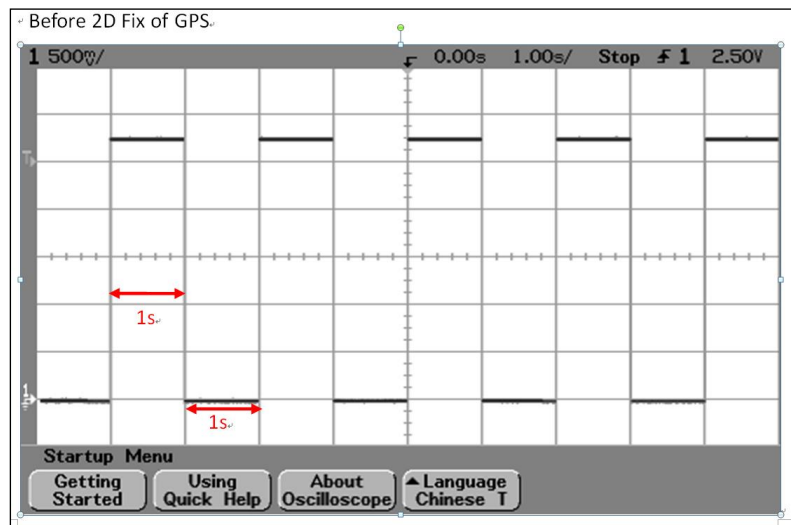 Before 2D Fix of GPS
1 500mV/ 0.00s 1.00s/ Stop 1 2.50V
T
1s
1
1s
Startup Menu
Getting Started Using Quick Help About Oscilloscope Language Chinese T